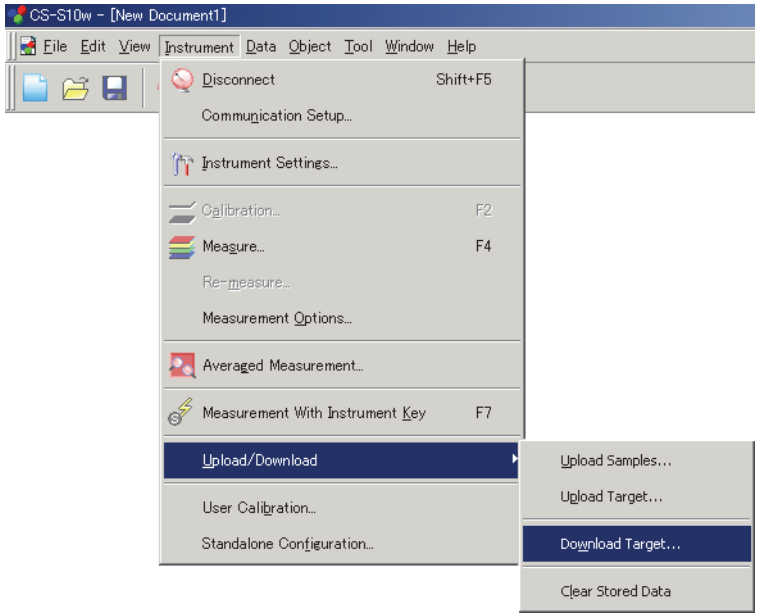 CS-S10w - [New Document1]
File Edit View Instrument Data Object Tool Window Help
Disconnect Shift+F5
Communication Setup...
Instrument Settings...
Calibration... F2
Measure... F4
Re-measure...
Measurement Options...
Averaged Measurement...
Measurement With Instrument Key F7
Upload/Download
User Calibration...
Standalone Configuration...
Upload Samples...
Upload Target...
Download Target...
Clear Stored Data